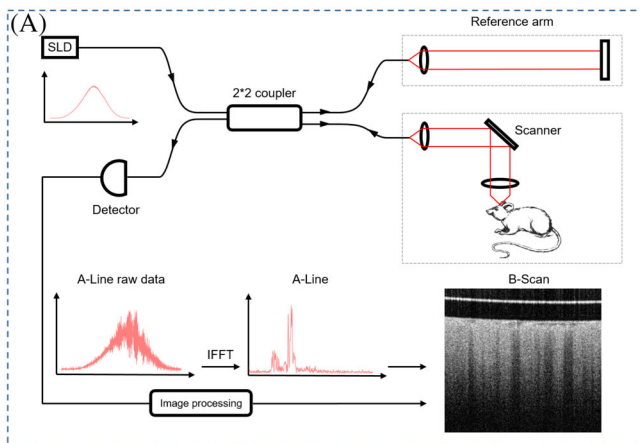 (A)
SLD
Reference arm
2*2 coupler
Scanner
Detector
A-Line raw data
A-Line
B-Scan
IFFT
Image processing